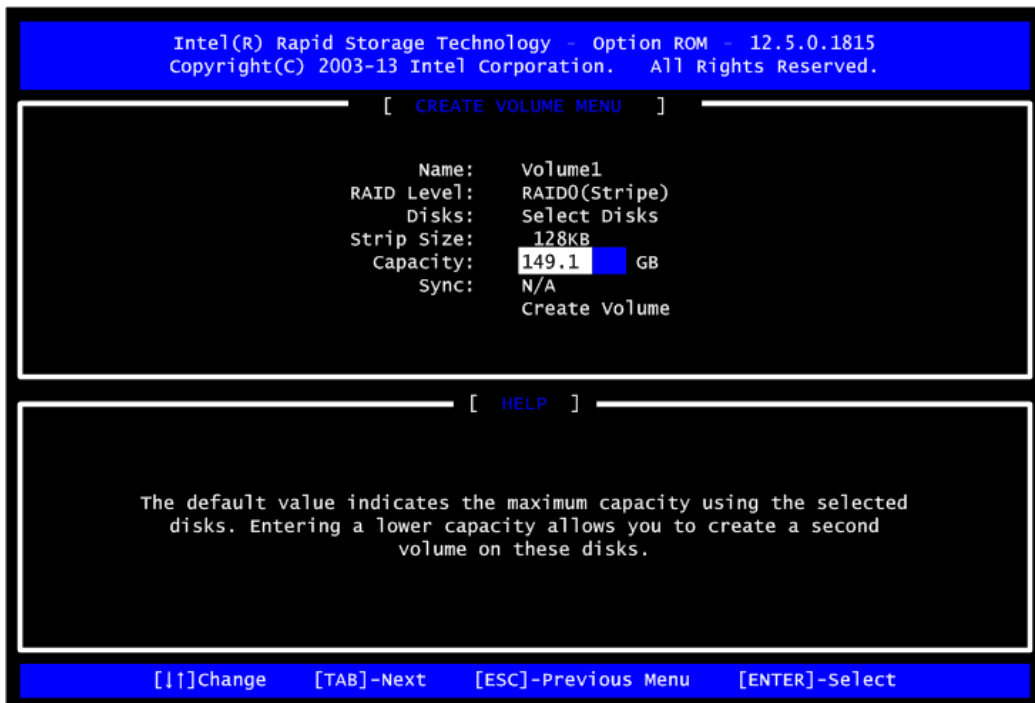 Intel(R) Rapid Storage Technology - Option ROM - 12.5.0.1815
Copyright(C) 2003-13 Intel Corporation. All Rights Reserved.
[ CREATE VOLUME MENU ]
Name: Volume1
RAID Level: RAID0(Stripe)
Disks: Select Disks
Strip Size: 128KB
Capacity: 149.1 GB
Sync: N/A
Create Volume
[ HELP ]
The default value indicates the maximum capacity using the selected
disks. Entering a lower capacity allows you to create a second
volume on these disks.
[↓↑]Change [TAB]-Next [ESC]-Previous Menu [ENTER]-Select